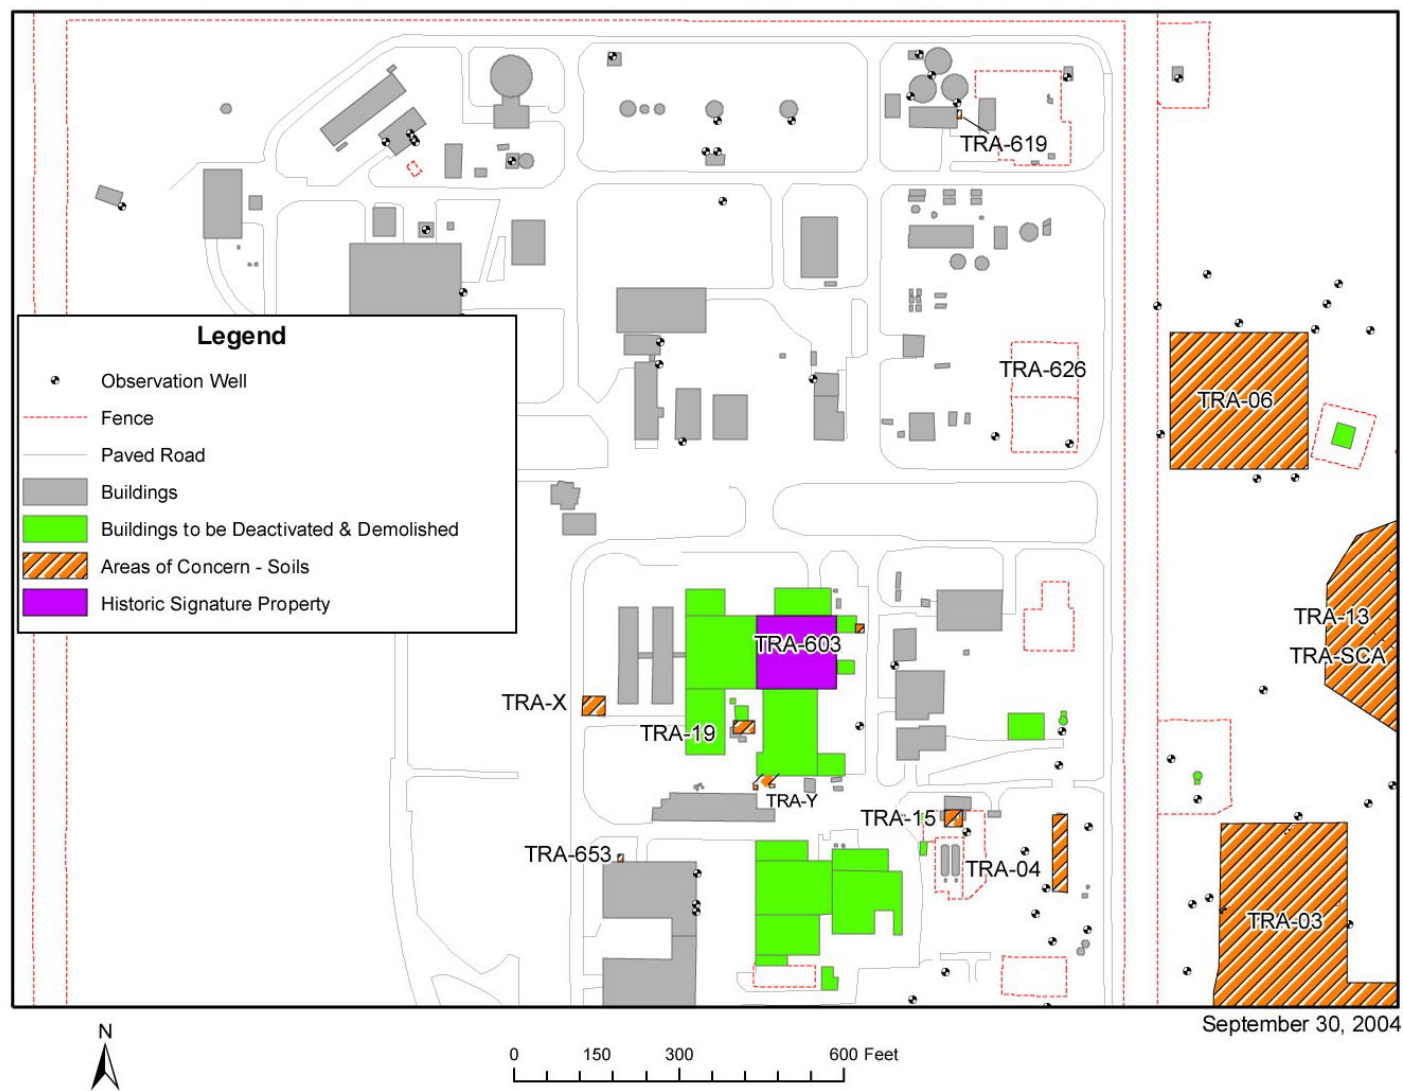 TRA-619
Legend
Observation Well
Fence
Paved Road
Buildings
Buildings to be Deactivated & Demolished
Areas of Concern - Soils
Historic Signature Property
TRA-626
TRA-06
TRA-13
TRA-SCA
TRA-603
TRA-X
TRA-19
TRA-Y
TRA-15
TRA-653
TRA-04
TRA-03
September 30, 2004
N
0 150 300 600 Feet